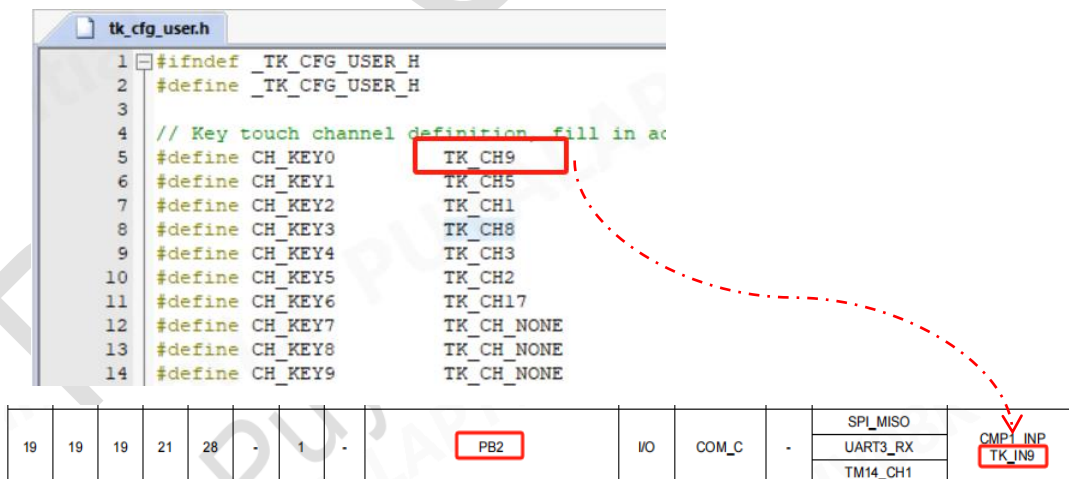 tk_cfg_user.h
1 #ifndef _TK_CFG_USER_H
2 #define _TK_CFG_USER_H
3
4 // Key touch channel definition, fill in ac
5 #define CH_KEY0 TK_CH9
6 #define CH_KEY1 TK_CH5
7 #define CH_KEY2 TK_CH1
8 #define CH_KEY3 TK_CH8
9 #define CH_KEY4 TK_CH3
10 #define CH_KEY5 TK_CH2
11 #define CH_KEY6 TK_CH17
12 #define CH_KEY7 TK_CH_NONE
13 #define CH_KEY8 TK_CH_NONE
14 #define CH_KEY9 TK_CH_NONE
SPI_MISO
19 19 19 21 28 - 1 - PB2 I/O COM_C - UART3_RX CMP1_INP
TK_IN9
TM14_CH1